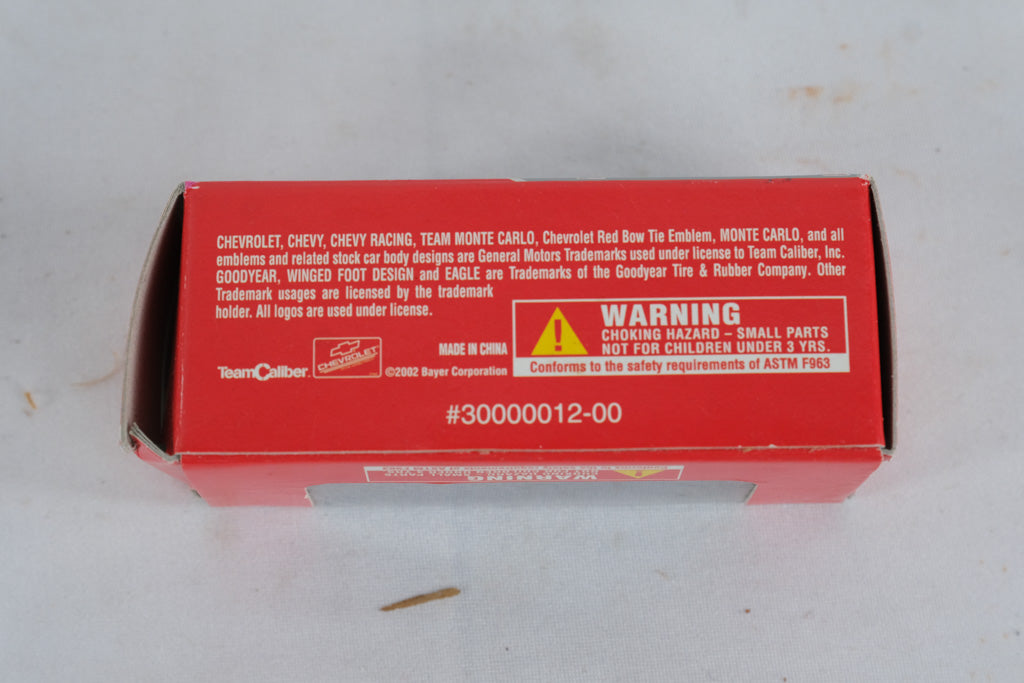 CHEVROLET, CHEVY, CHEVY RACING, TEAM MONTE CARLO, Chevrolet Red Bow Tie Emblem, MONTE CARLO, and all
emblems and related stock car body designs are General Motors Trademarks used under license to Team Caliber, Inc.
GOODYEAR, WINGED FOOT DESIGN and EAGLE are Trademarks of the Goodyear Tire & Rubber Company. Other
Trademark usages are licensed by the trademark
holder. All logos are used under license.
WARNING
CHOKING HAZARD – SMALL PARTS
NOT FOR CHILDREN UNDER 3 YRS.
Conforms to the safety requirements of ASTM F963
TeamCaliber
CHEVROLET
MADE IN CHINA
©2002 Bayer Corporation
#30000012-00
WARNING